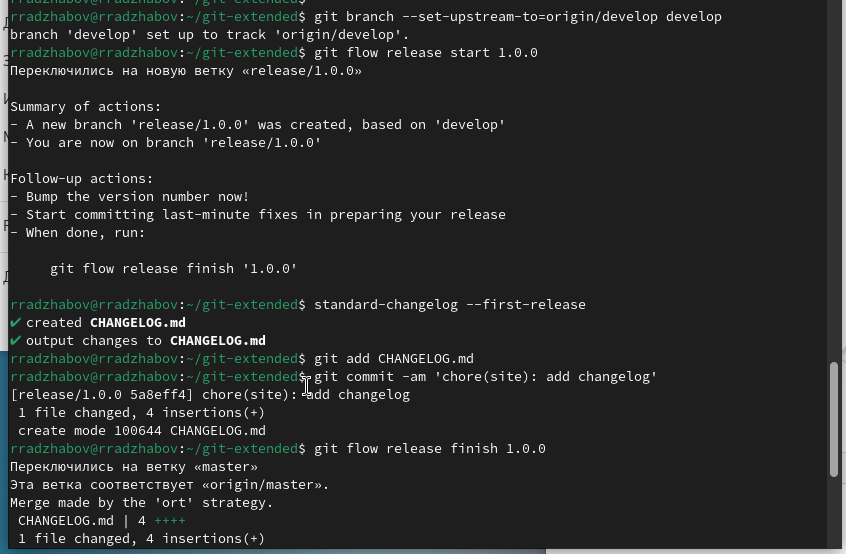 rradzhabov@rradzhabov:~/git-extended$ git branch --set-upstream-to=origin/develop develop
branch 'develop' set up to track 'origin/develop'.
rradzhabov@rradzhabov:~/git-extended$ git flow release start 1.0.0
Переключились на новую ветку «release/1.0.0»
Summary of actions:
- A new branch 'release/1.0.0' was created, based on 'develop'
- You are now on branch 'release/1.0.0'
Follow-up actions:
- Bump the version number now!
- Start committing last-minute fixes in preparing your release
- When done, run:
git flow release finish '1.0.0'
rradzhabov@rradzhabov:~/git-extended$ standard-changelog --first-release
✔ created CHANGELOG.md
✔ output changes to CHANGELOG.md
rradzhabov@rradzhabov:~/git-extended$ git add CHANGELOG.md
rradzhabov@rradzhabov:~/git-extended$ git commit -am 'chore(site): add changelog'
[release/1.0.0 5a8eff4] chore(site): add changelog
1 file changed, 4 insertions(+)
create mode 100644 CHANGELOG.md
rradzhabov@rradzhabov:~/git-extended$ git flow release finish 1.0.0
Переключились на ветку «master»
Эта ветка соответствует «origin/master».
Merge made by the 'ort' strategy.
CHANGELOG.md | 4 ++++
1 file changed, 4 insertions(+)